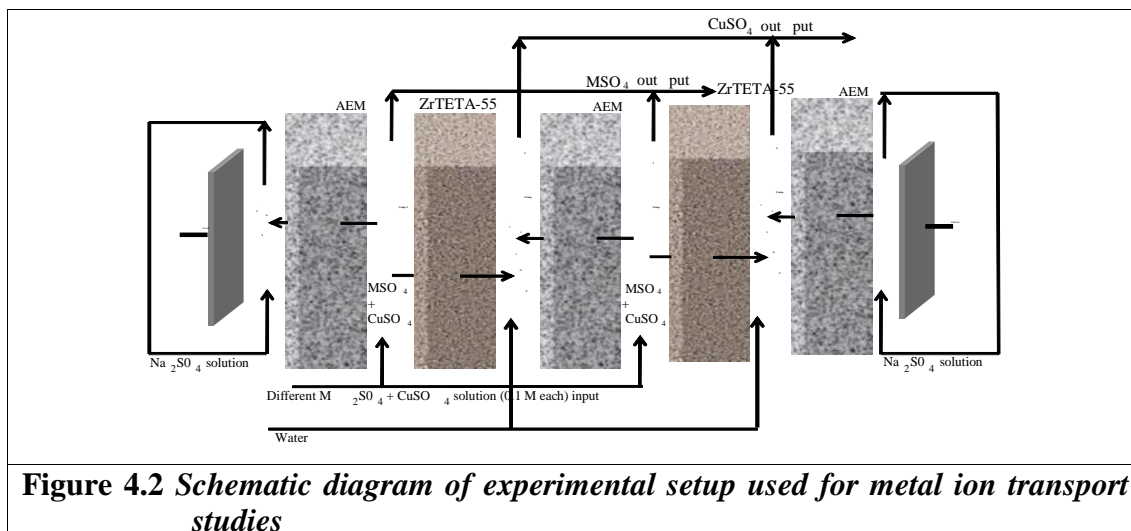 CuSO4 out put
MSO4 out put
AEM
ZrTETA-55
AEM
ZrTETA-55
AEM
MSO4
+
CuSO4
MSO4
+
CuSO4
Na2S04 solution
Na2S04 solution
Different M2S04 + CuSO4 solution (0.1 M each) input
Water
Figure 4.2 Schematic diagram of experimental setup used for metal ion transport
studies